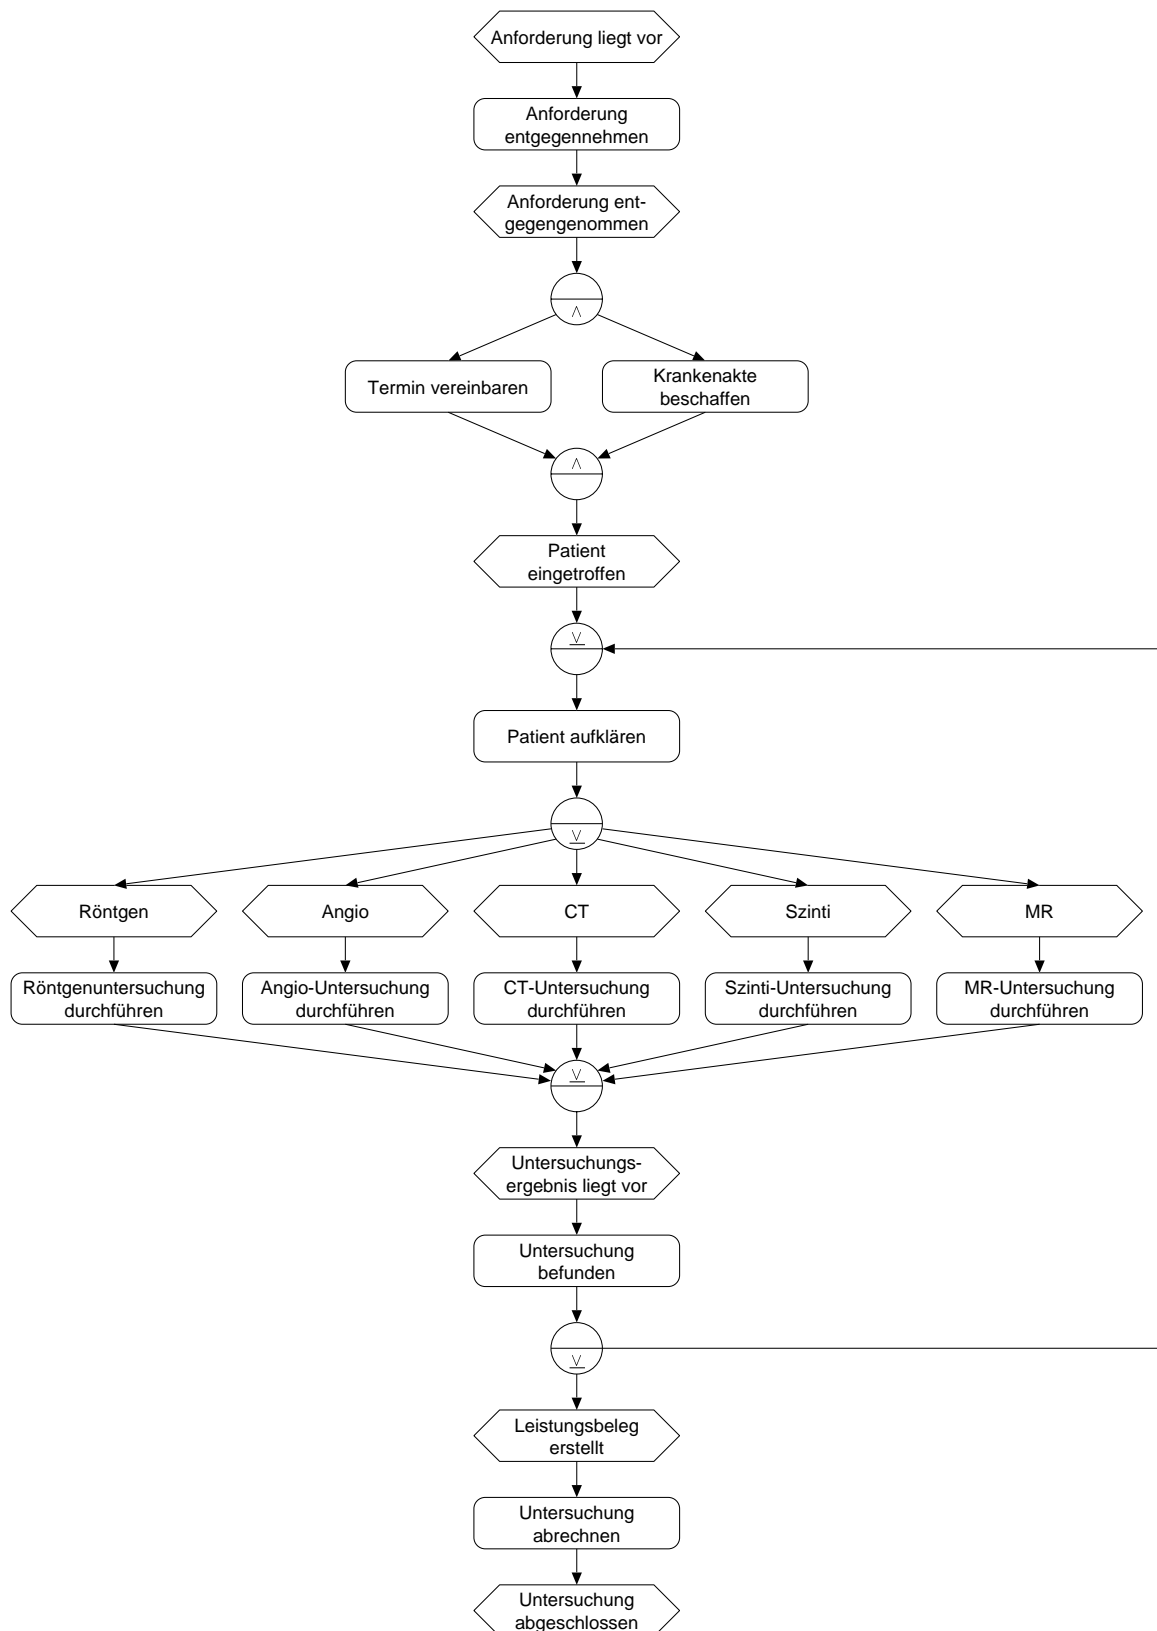 Anforderung liegt vor
Anforderung
entgegennehmen
Anforderung ent-
gegengenommen
∧
Termin vereinbaren
Krankenakte
beschaffen
∧
Patient
eingetroffen
⊻
Patient aufklären
⊻
Röntgen
Angio
CT
Szinti
MR
Röntgenuntersuchung
durchführen
Angio-Untersuchung
durchführen
CT-Untersuchung
durchführen
Szinti-Untersuchung
durchführen
MR-Untersuchung
durchführen
⊻
Untersuchungs-
ergebnis liegt vor
Untersuchung
befunden
⊻
Leistungsbeleg
erstellt
Untersuchung
abrechnen
Untersuchung
abgeschlossen